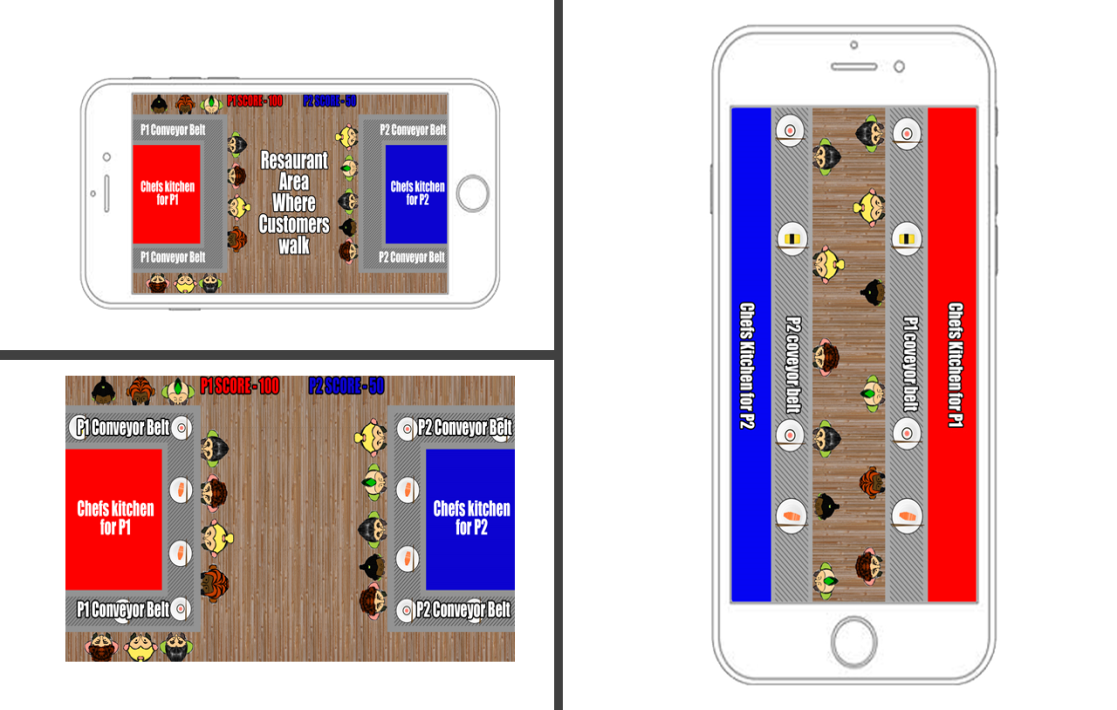 P1 SCORE - 100
P2 SCORE - 50
P1 Conveyor Belt
P2 Conveyor Belt
Chefs kitchen
for P1
Resaurant
Area
Where
Customers
walk
Chefs kitchen
for P2
P1 Conveyor Belt
P2 Conveyor Belt
P1 SCORE - 100
P2 SCORE - 50
P1 Conveyor Belt
P2 Conveyor Belt
Chefs kitchen
for P1
Chefs kitchen
for P2
P1 Conveyor Belt
P2 Conveyor Belt
Chefs Kitchen for P2
P2 coveyor belt
P1 coveyor belt
Chefs Kitchen for P1